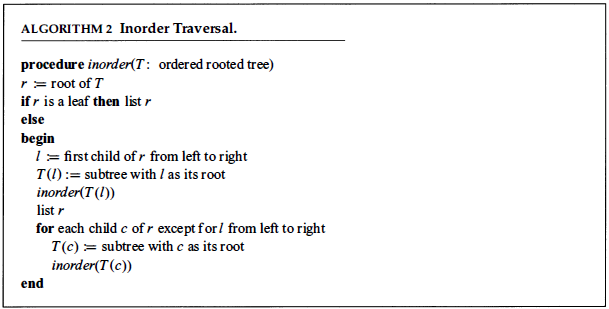 ALGORITHM 2 Inorder Traversal.
procedure inorder(T: ordered rooted tree)
r := root of T
if r is a leaf then list r
else
begin
l := first child of r from left to right
T(l) := subtree with l as its root
inorder(T(l))
list r
for each child c of r except for l from left to right
T(c) := subtree with c as its root
inorder(T(c))
end